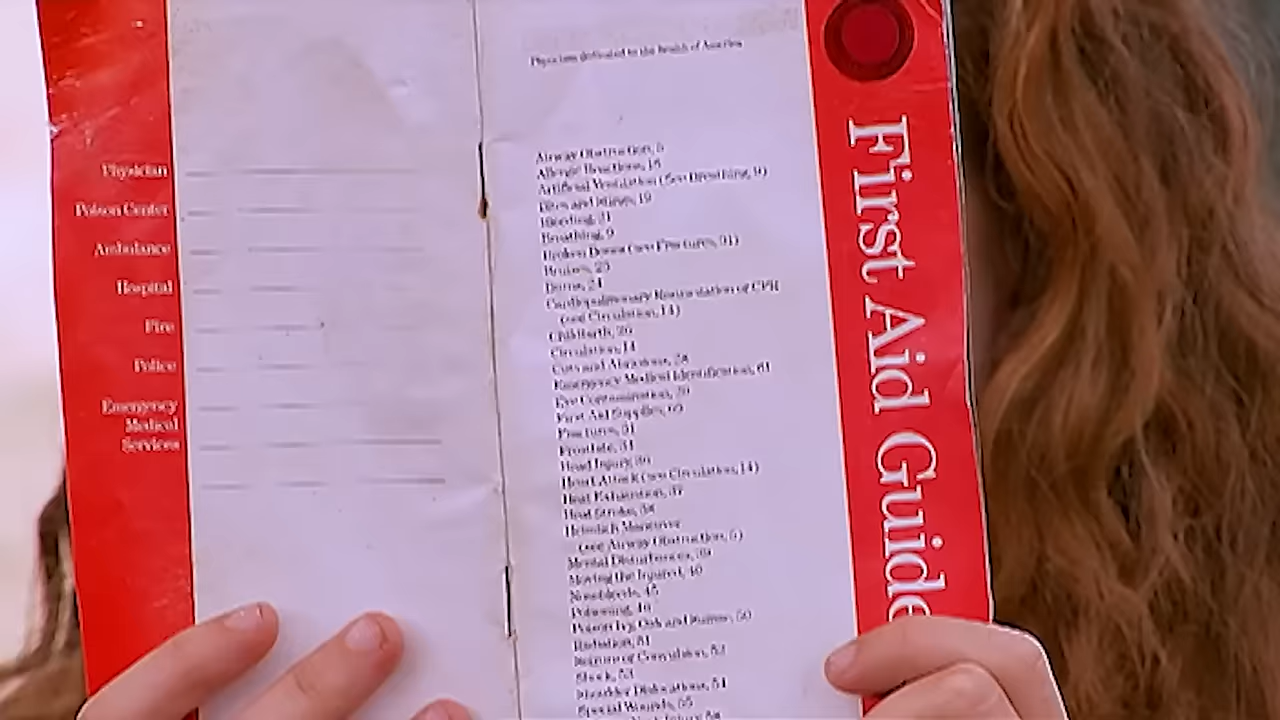 Physician
Poison Center
Ambulance
Hospital
Fire
Police
Emergency
Medical
Services
Physicians dedicated to the health of America
Airway Obstruction, 5
Allergic Reactions, 18
Artificial Ventilation (See Breathing, 9)
Bites and Stings, 19
Bleeding, 21
Breathing, 9
Broken Bones (see Fractures, 31)
Bruises, 23
Burns, 24
Cardiopulmonary Resuscitation or CPR
(see Circulation, 14)
Childbirth, 26
Circulation, 14
Cuts and Abrasions, 28
Emergency Medical Identification, 61
Eye Contamination, 29
First Aid Supplies, 60
Fractures, 31
Frostbite, 34
Head Injury, 36
Heart Attack (see Circulation, 14)
Heat Exhaustion, 37
Heat Stroke, 38
Heimlich Maneuver
(see Airway Obstruction, 5)
Mental Disturbances, 39
Moving the Injured, 40
Nosebleeds, 45
Poisoning, 46
Poison Ivy, Oak and Sumac, 50
Radiation, 51
Seizure or Convulsion, 52
Shock, 53
Shoulder Dislocations, 54
Special Wounds, 55
First Aid Guide